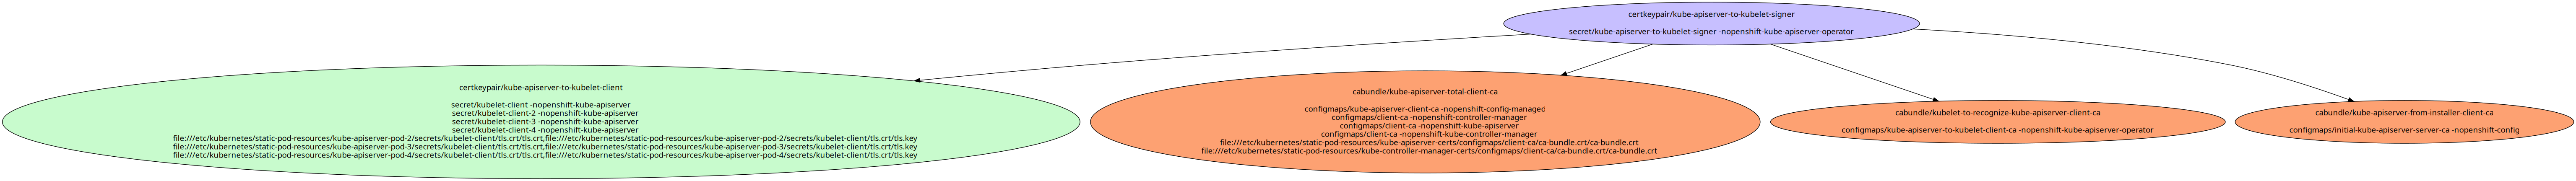 certkeypair/kube-apiserver-to-kubelet-signer
secret/kube-apiserver-to-kubelet-signer -nopenshift-kube-apiserver-operator
certkeypair/kube-apiserver-to-kubelet-client
secret/kubelet-client -nopenshift-kube-apiserver
secret/kubelet-client-2 -nopenshift-kube-apiserver
secret/kubelet-client-3 -nopenshift-kube-apiserver
secret/kubelet-client-4 -nopenshift-kube-apiserver
file:///etc/kubernetes/static-pod-resources/kube-apiserver-pod-2/secrets/kubelet-client/tls.crt/tls.crt,file:///etc/kubernetes/static-pod-resources/kube-apiserver-pod-2/secrets/kubelet-client/tls.crt/tls.key
file:///etc/kubernetes/static-pod-resources/kube-apiserver-pod-3/secrets/kubelet-client/tls.crt/tls.crt,file:///etc/kubernetes/static-pod-resources/kube-apiserver-pod-3/secrets/kubelet-client/tls.crt/tls.key
file:///etc/kubernetes/static-pod-resources/kube-apiserver-pod-4/secrets/kubelet-client/tls.crt/tls.crt,file:///etc/kubernetes/static-pod-resources/kube-apiserver-pod-4/secrets/kubelet-client/tls.crt/tls.key
cabundle/kube-apiserver-total-client-ca
configmaps/kube-apiserver-client-ca -nopenshift-config-managed
configmaps/client-ca -nopenshift-controller-manager
configmaps/client-ca -nopenshift-kube-apiserver
configmaps/client-ca -nopenshift-kube-controller-manager
file:///etc/kubernetes/static-pod-resources/kube-apiserver-certs/configmaps/client-ca/ca-bundle.crt/ca-bundle.crt
file:///etc/kubernetes/static-pod-resources/kube-controller-manager-certs/configmaps/client-ca/ca-bundle.crt/ca-bundle.crt
cabundle/kubelet-to-recognize-kube-apiserver-client-ca
configmaps/kube-apiserver-to-kubelet-client-ca -nopenshift-kube-apiserver-operator
cabundle/kube-apiserver-from-installer-client-ca
configmaps/initial-kube-apiserver-server-ca -nopenshift-config